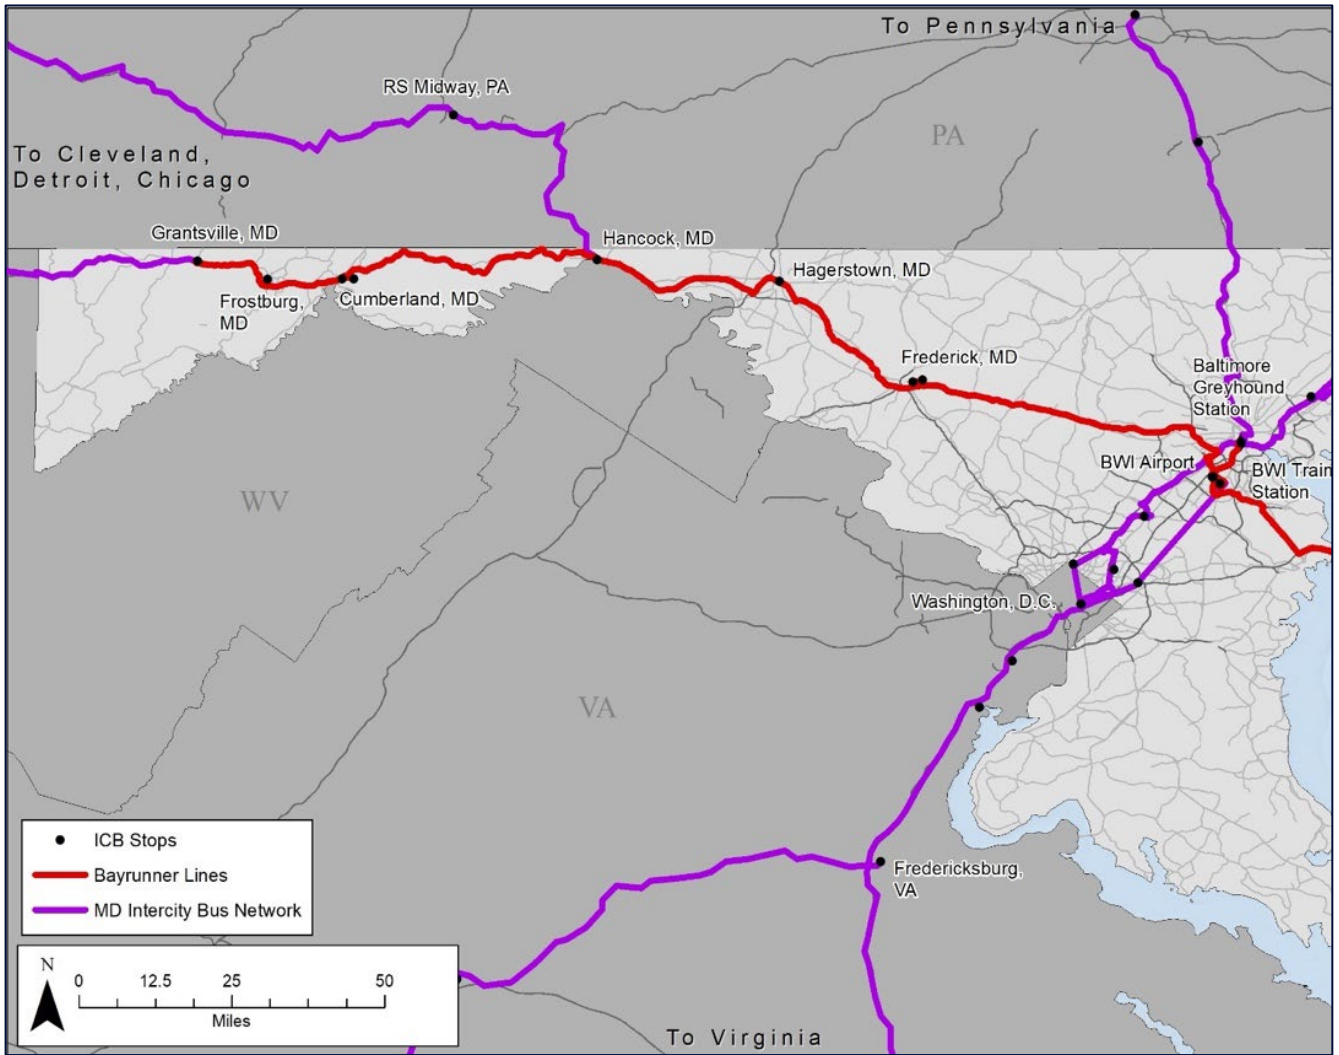 To Pennsylvania
RS Midway, PA
PA
To Cleveland,
Detroit, Chicago
Grantsville, MD
Hancock, MD
Hagerstown, MD
Frostburg,
MD
Cumberland, MD
Frederick, MD
Baltimore
Greyhound
Station
BWI Airport
BWI Train
Station
WV
Washington, D.C.
VA
Fredericksburg,
VA
ICB Stops
Bayrunner Lines
MD Intercity Bus Network
N
0 12.5 25 50
Miles
To Virginia